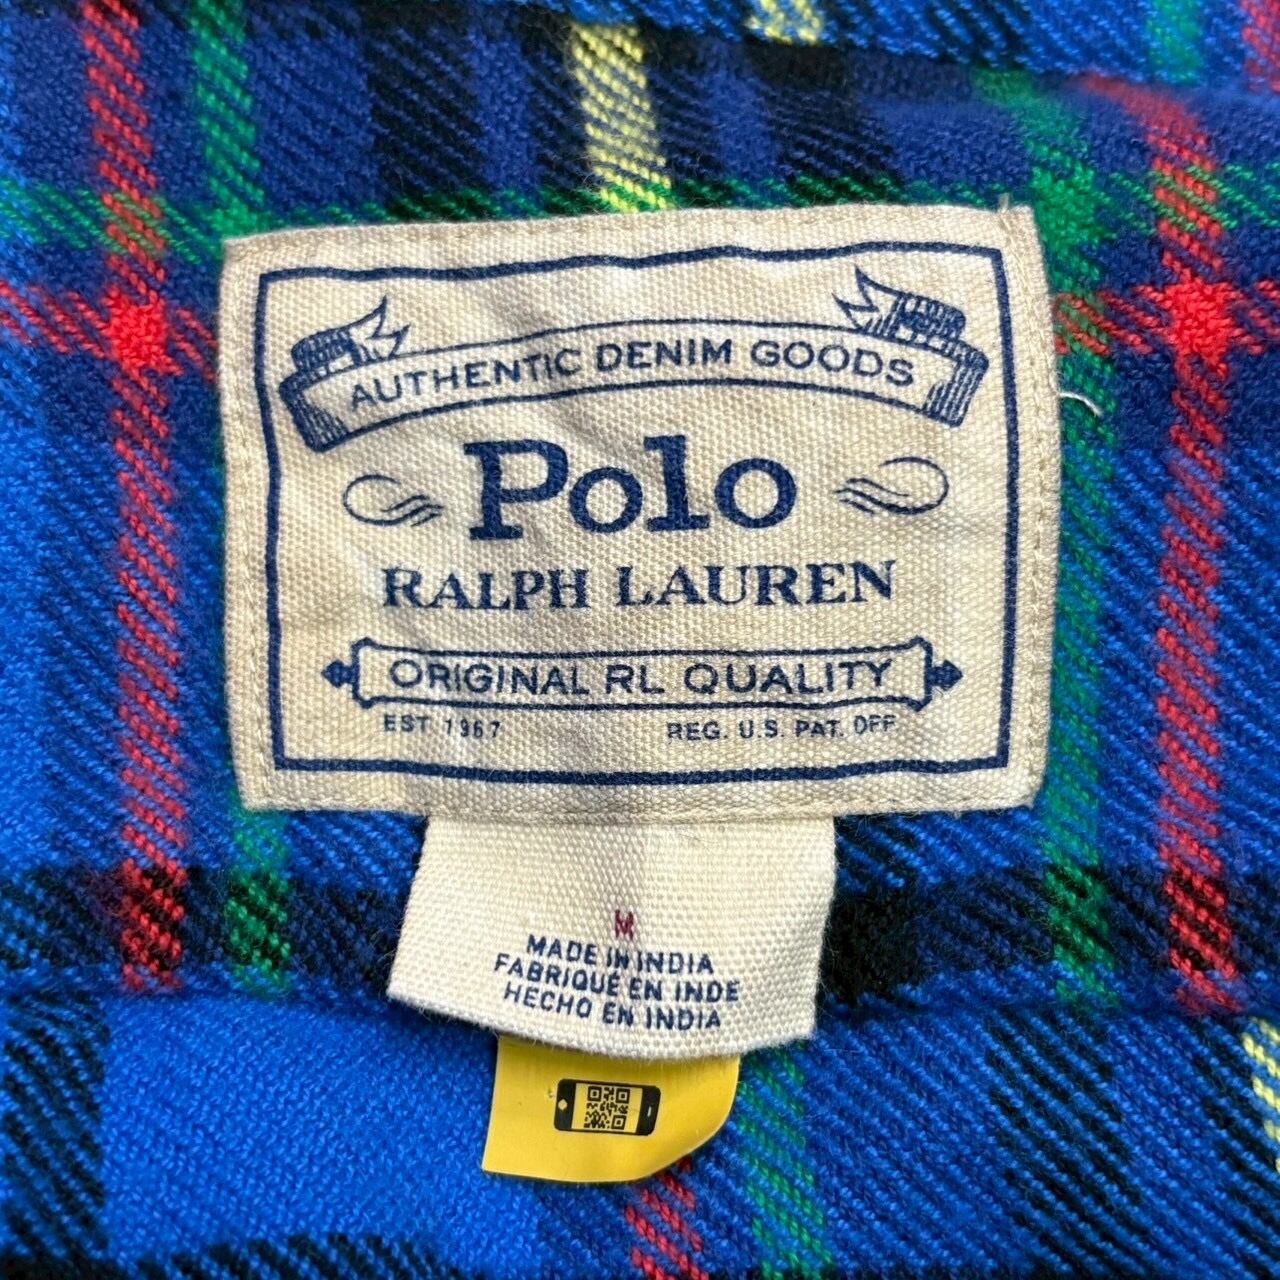 AUTHENTIC DENIM GOODS
Polo
RALPH LAUREN
ORIGINAL RL QUALITY
EST 1967 REG. U.S. PAT. OFF
M
MADE IN INDIA
FABRIQUÉ EN INDE
HECHO EN INDIA